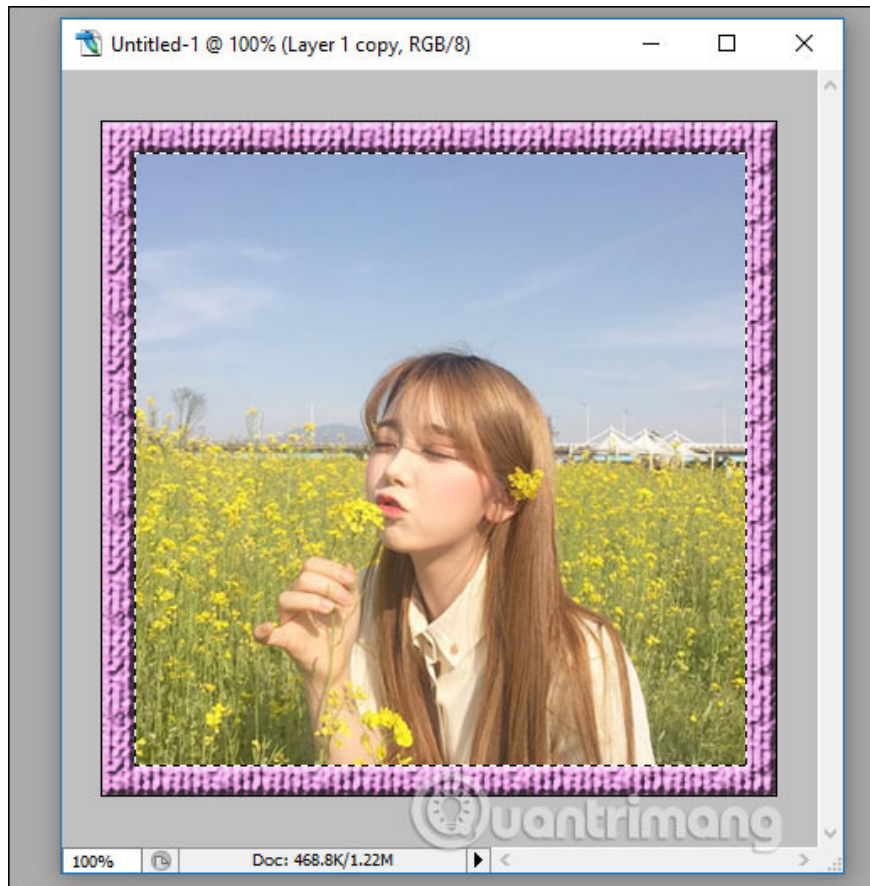 Untitled-1 @ 100% (Layer 1 copy, RGB/8)
Quantrimang
100%
Doc: 468.8K/1.22M